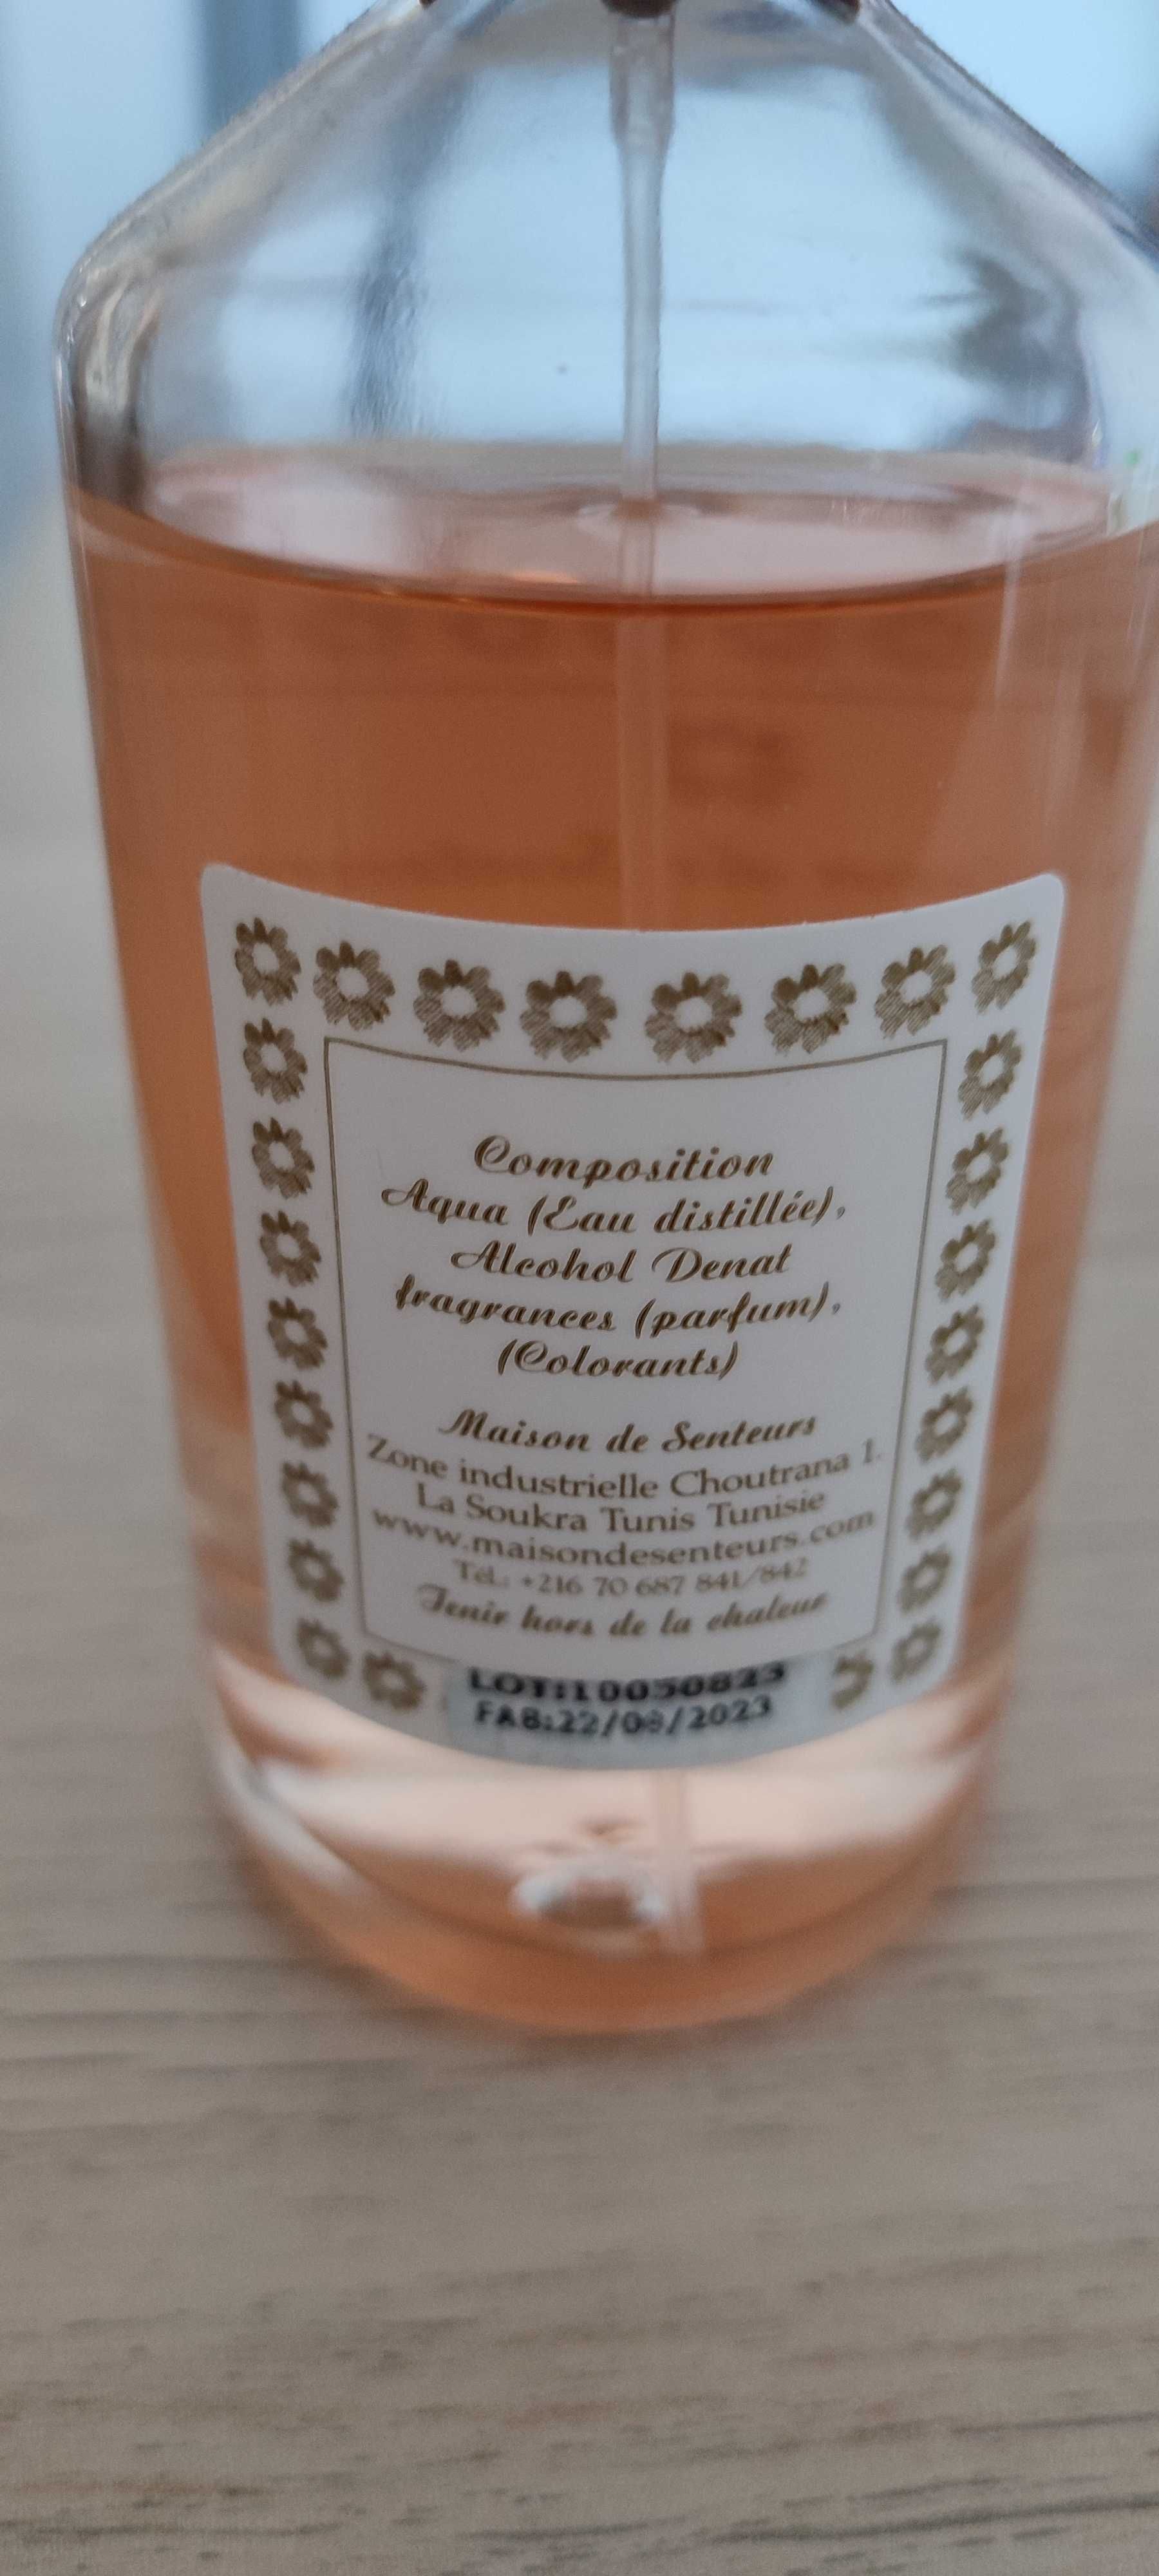 Composition
Aqua (Eau distillée),
Alcohol Denat
fragrances (parfum),
(Colorants)
Maison de Senteurs
Zone industrielle Choutrana 1.
La Soukra Tunis Tunisie
www.maisondesenteurs.com
Tél.: +216 70 687 841/842
Tenir hors de la chaleur
LOT:10050823
FAB:22/08/2023